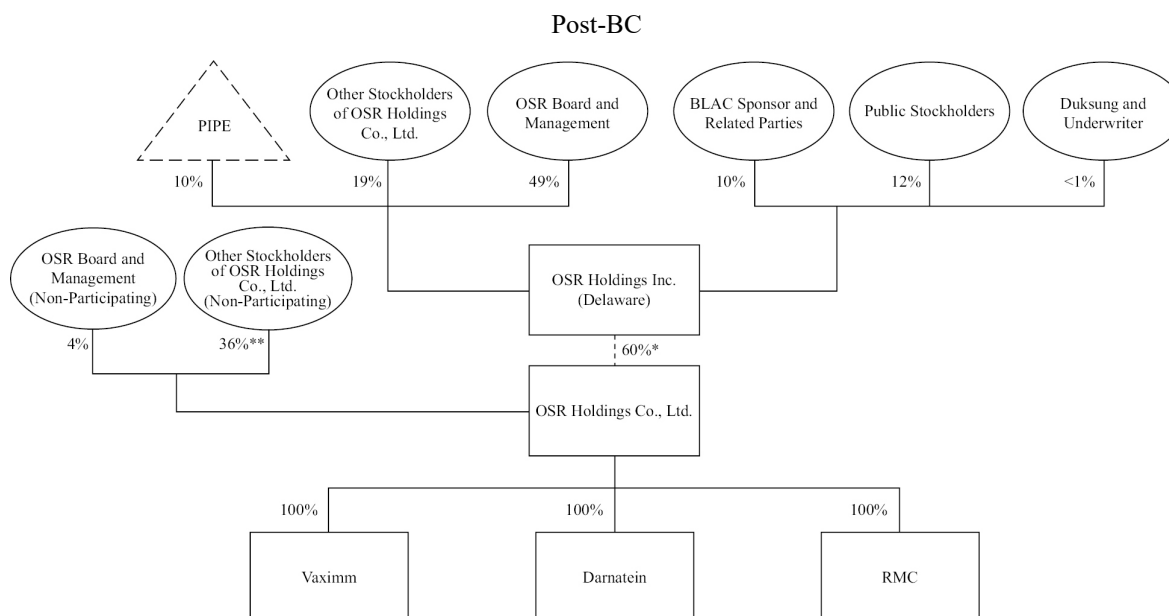 Post-BC
PIPE
Other Stockholders
of OSR Holdings
Co., Ltd.
OSR Board and
Management
BLAC Sponsor and
Related Parties
Public Stockholders
Duksung and
Underwriter
10%
19%
49%
10%
12%
<1%
OSR Board and
Management
(Non-Participating)
Other Stockholders
of OSR Holdings
Co., Ltd.
(Non-Participating)
OSR Holdings Inc.
(Delaware)
4%
36%**
60%*
OSR Holdings Co., Ltd.
100%
100%
100%
Vaximm
Darnatein
RMC